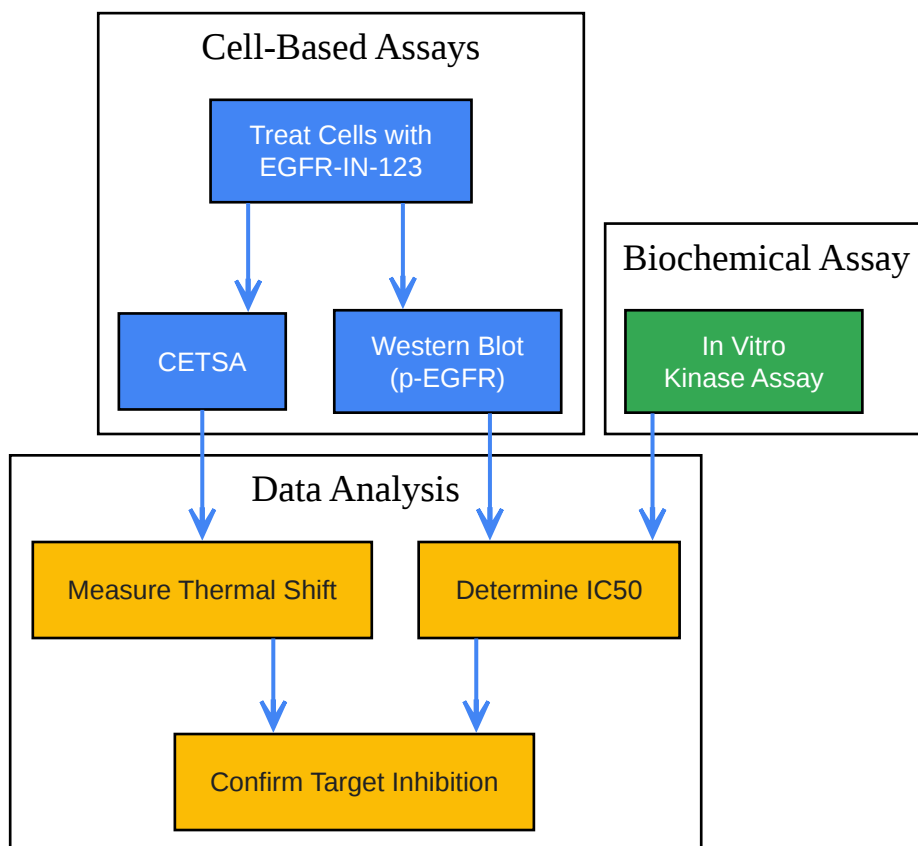 Cell-Based Assays
Treat Cells with
EGFR-IN-123
Biochemical Assay
CETSA
Western Blot
(p-EGFR)
In Vitro
Kinase Assay
Data Analysis
Measure Thermal Shift
Determine IC50
Confirm Target Inhibition